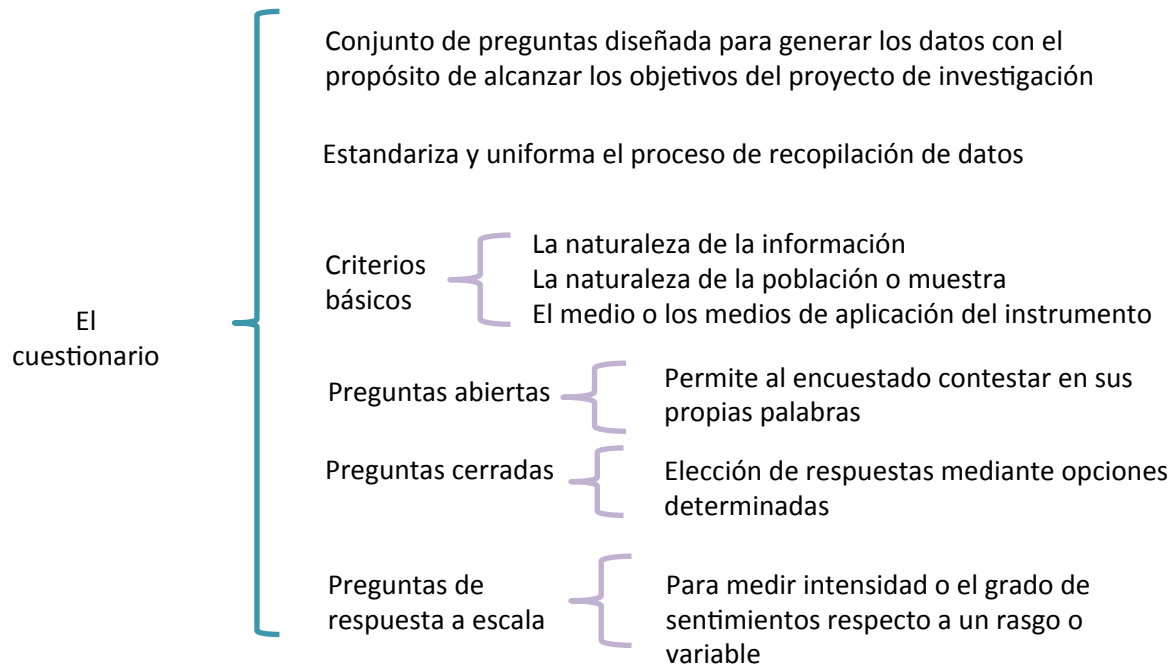 Conjunto de preguntas diseñada para generar los datos con el
propósito de alcanzar los objetivos del proyecto de investigación
Estandariza y uniforma el proceso de recopilación de datos
El
cuestionario
Criterios
básicos
La naturaleza de la información
La naturaleza de la población o muestra
El medio o los medios de aplicación del instrumento
Preguntas abiertas
Permite al encuestado contestar en sus
propias palabras
Preguntas cerradas
Elección de respuestas mediante opciones
determinadas
Preguntas de
respuesta a escala
Para medir intensidad o el grado de
sentimientos respecto a un rasgo o
variable